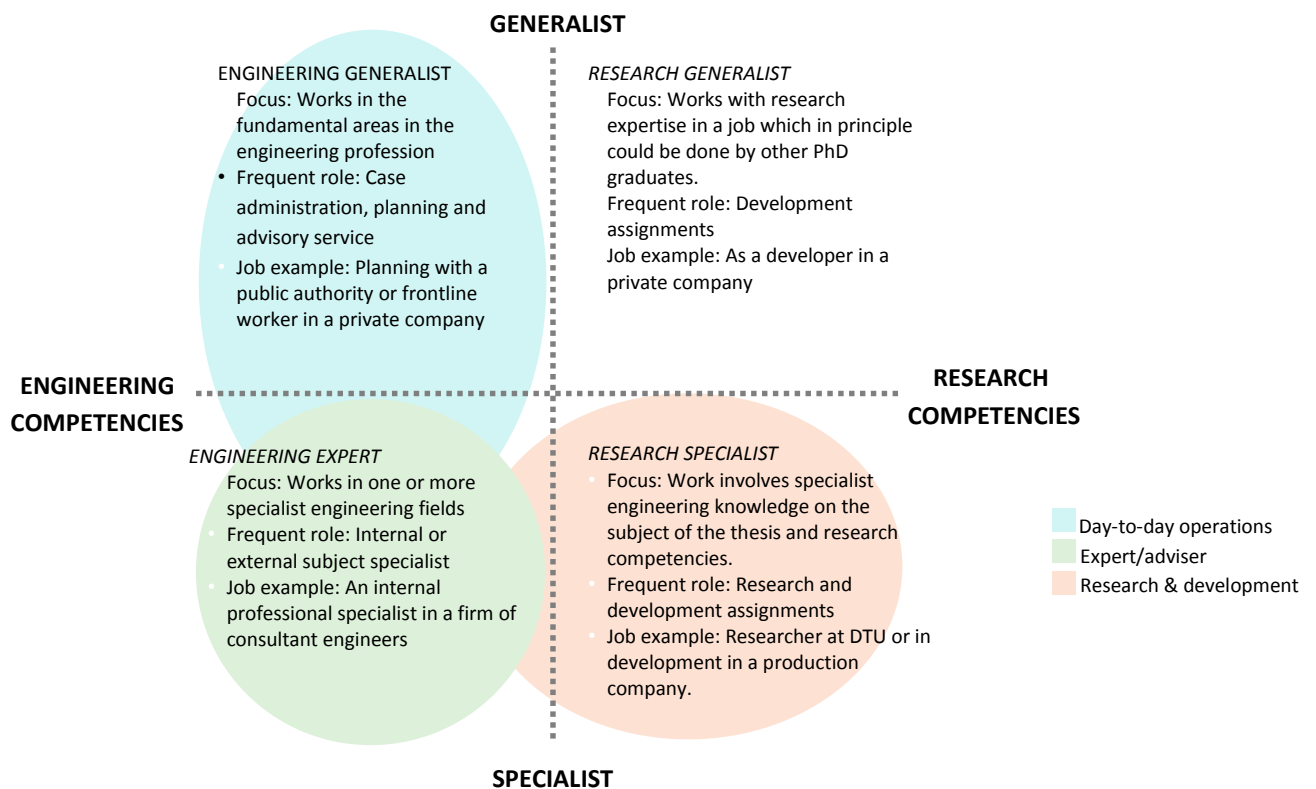 GENERALIST
ENGINEERING GENERALIST
Focus: Works in the
fundamental areas in the
engineering profession
• Frequent role: Case
administration, planning and
advisory service
• Job example: Planning with a
public authority or frontline
worker in a private company
RESEARCH GENERALIST
Focus: Works with research
expertise in a job which in principle
could be done by other PhD
graduates.
Frequent role: Development
assignments
Job example: As a developer in a
private company
ENGINEERING
COMPETENCIES
RESEARCH
COMPETENCIES
ENGINEERING EXPERT
Focus: Works in one or more
specialist engineering fields
• Frequent role: Internal or
external subject specialist
• Job example: An internal
professional specialist in a firm of
consultant engineers
RESEARCH SPECIALIST
• Focus: Work involves specialist
engineering knowledge on the
subject of the thesis and research
competencies.
• Frequent role: Research and
development assignments
• Job example: Researcher at DTU or in
development in a production
company.
Day-to-day operations
Expert/adviser
Research & development
SPECIALIST